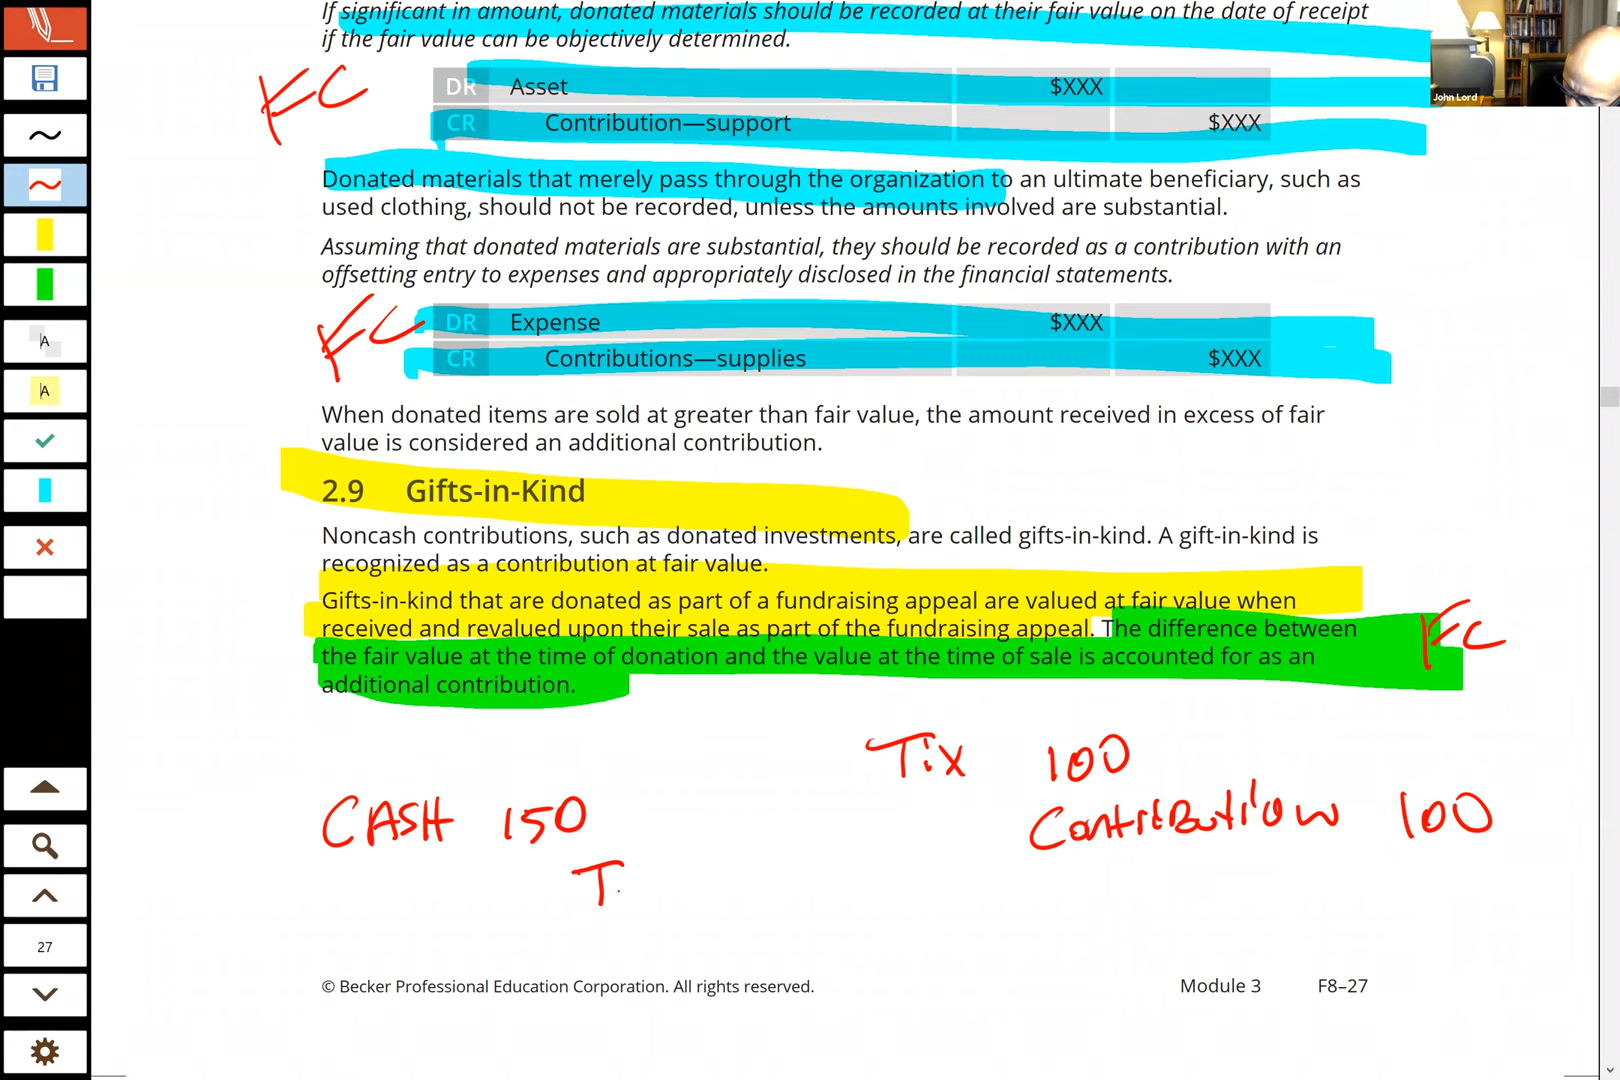 If significant in amount, donated materials should be recorded at their fair value on the date of receipt
if the fair value can be objectively determined.
John Lord
FC
DR Asset $XXX
CR Contribution—support $XXX
Donated materials that merely pass through the organization to an ultimate beneficiary, such as
used clothing, should not be recorded, unless the amounts involved are substantial.
Assuming that donated materials are substantial, they should be recorded as a contribution with an
offsetting entry to expenses and appropriately disclosed in the financial statements.
FC
DR Expense $XXX
CR Contributions—supplies $XXX
When donated items are sold at greater than fair value, the amount received in excess of fair
value is considered an additional contribution.
2.9 Gifts-in-Kind
Noncash contributions, such as donated investments, are called gifts-in-kind. A gift-in-kind is
recognized as a contribution at fair value.
Gifts-in-kind that are donated as part of a fundraising appeal are valued at fair value when
received and revalued upon their sale as part of the fundraising appeal. The difference between
the fair value at the time of donation and the value at the time of sale is accounted for as an
additional contribution.
FC
Tix 100
Contribution 100
CASH 150
T.
A
A
27
© Becker Professional Education Corporation. All rights reserved.
Module 3 F8–27